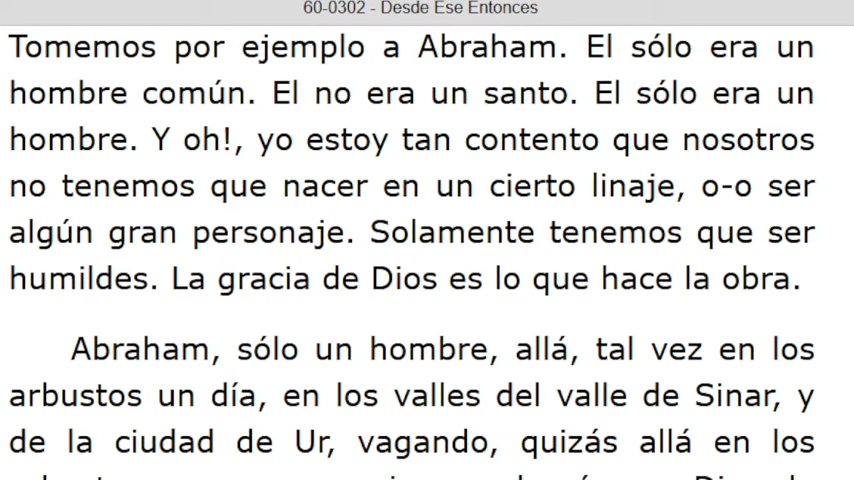 60-0302 - Desde Ese Entonces
Tomemos por ejemplo a Abraham. El sólo era un
hombre común. El no era un santo. El sólo era un
hombre. Y oh!, yo estoy tan contento que nosotros
no tenemos que nacer en un cierto linaje, o-o ser
algún gran personaje. Solamente tenemos que ser
humildes. La gracia de Dios es lo que hace la obra.
Abraham, sólo un hombre, allá, tal vez en los
arbustos un día, en los valles del valle de Sinar, y
de la ciudad de Ur, vagando, quizás allá en los